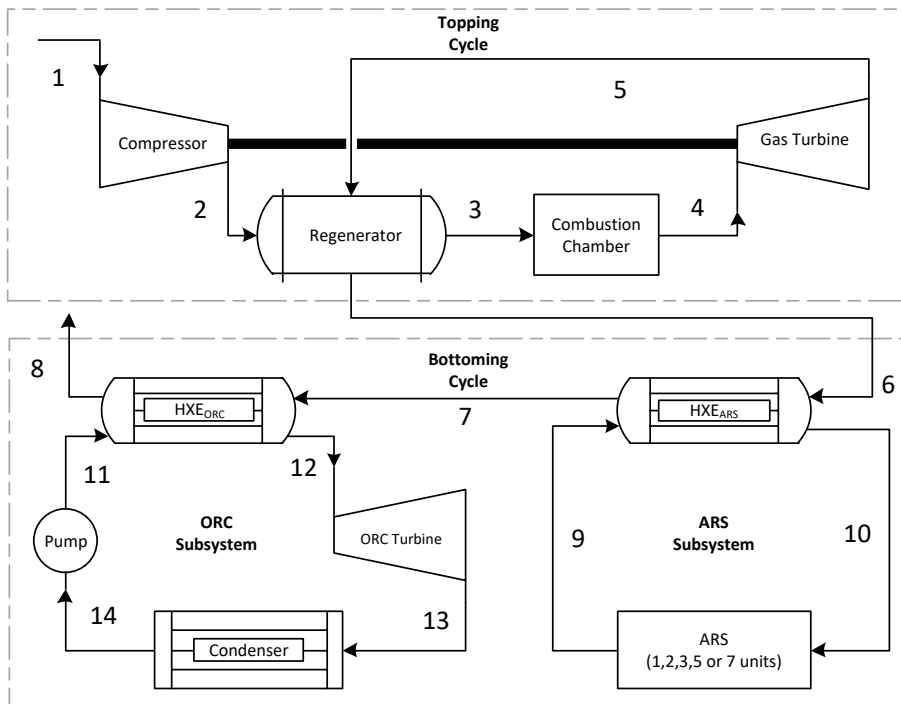 Topping
Cycle
1
5
Compressor
Gas Turbine
2
Regenerator
3
Combustion
Chamber
4
Bottoming
Cycle
8
HXEORC
7
HXEARS
6
11
12
Pump
ORC
Subsystem
ORC Turbine
9
ARS
Subsystem
10
14
Condenser
13
ARS
(1,2,3,5 or 7 units)